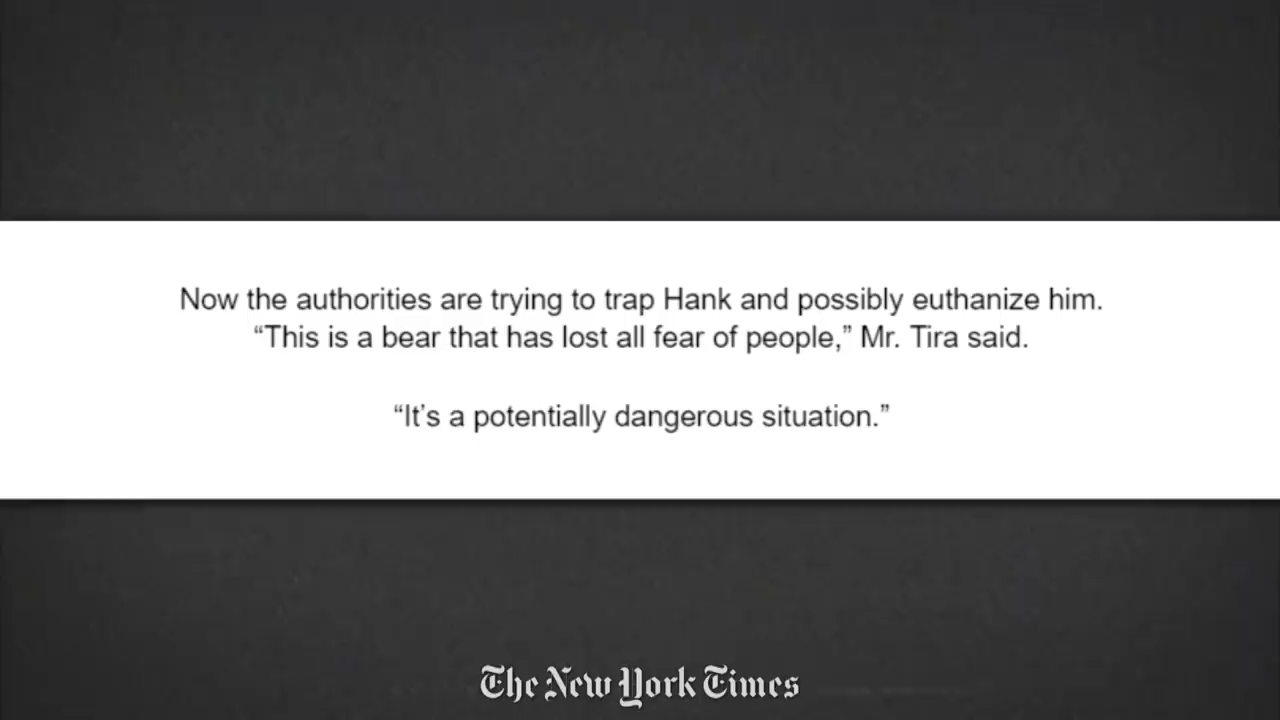 Now the authorities are trying to trap Hank and possibly euthanize him.
“This is a bear that has lost all fear of people,” Mr. Tira said.
“It’s a potentially dangerous situation.”
The New York Times